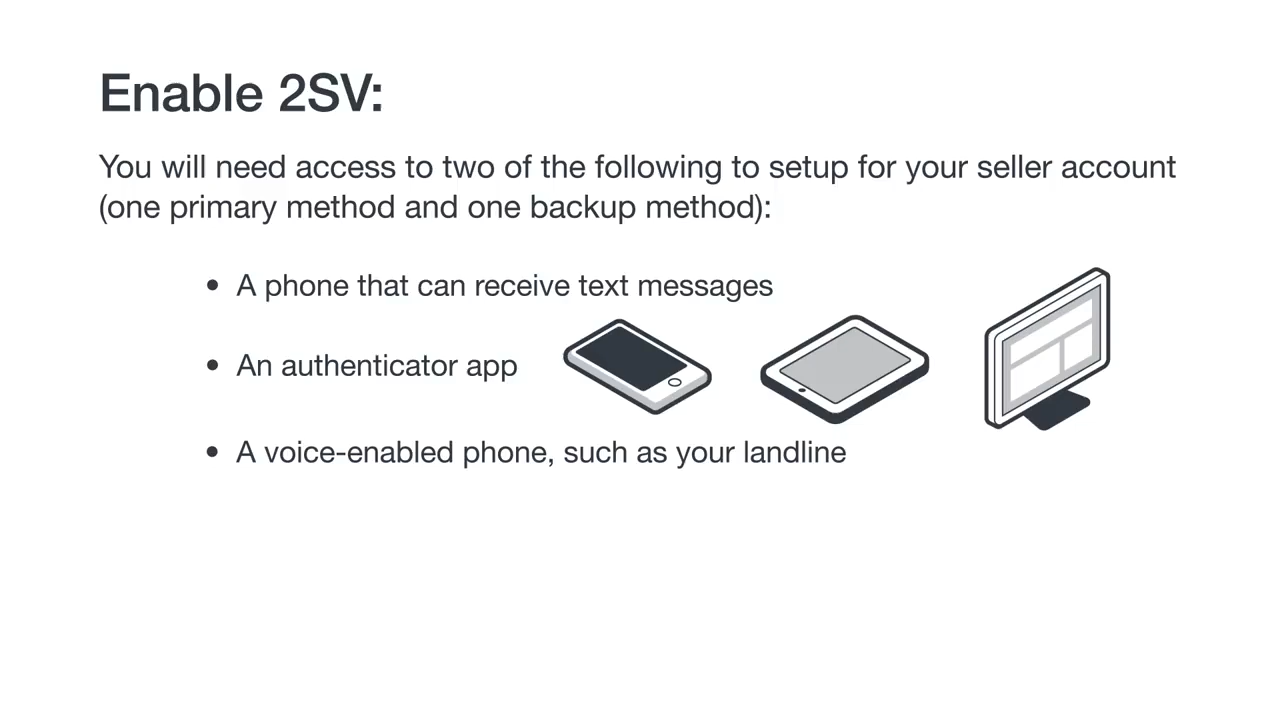 Enable 2SV:
You will need access to two of the following to setup for your seller account
(one primary method and one backup method):
• A phone that can receive text messages
• An authenticator app
• A voice-enabled phone, such as your landline